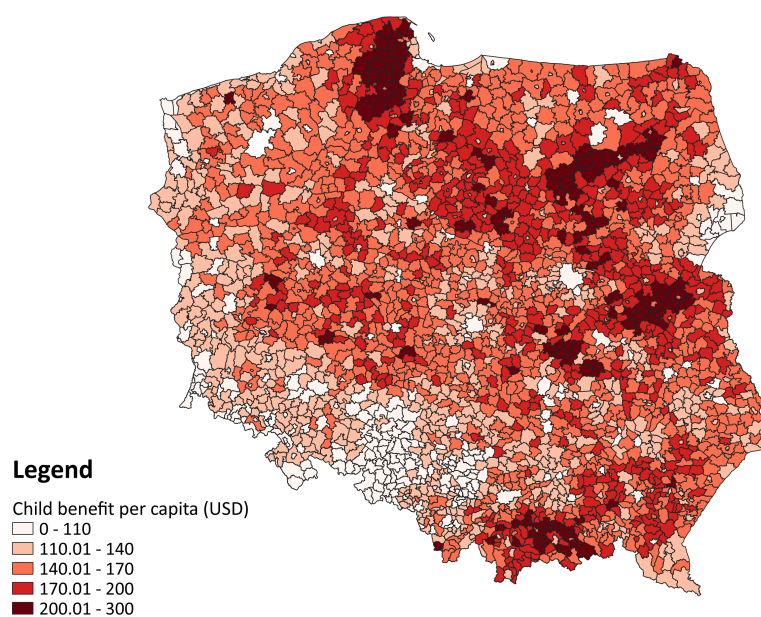 Legend
Child benefit per capita (USD)
0 - 110
110.01 - 140
140.01 - 170
170.01 - 200
200.01 - 300